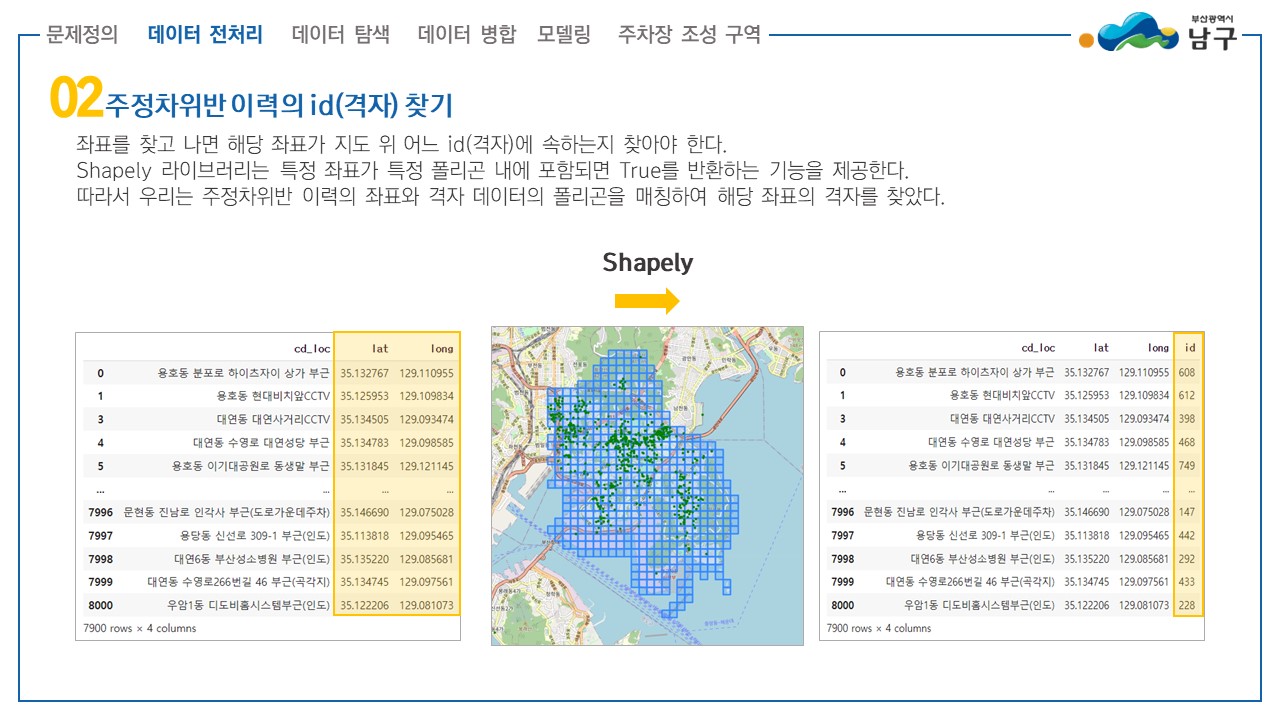 문제정의 데이터 전처리 데이터 탐색 데이터 병합 모델링 주차장 조성 구역
부산광역시
남구
02 주정차위반 이력의 id(격자) 찾기
좌표를 찾고 나면 해당 좌표가 지도 위 어느 id(격자)에 속하는지 찾아야 한다.
Shapely 라이브러리는 특정 좌표가 특정 폴리곤 내에 포함되면 True를 반환하는 기능을 제공한다.
따라서 우리는 주정차위반 이력의 좌표와 격자 데이터의 폴리곤을 매칭하여 해당 좌표의 격자를 찾았다.
Shapely
cd_loc lat long
0 용호동 분포로 하이츠자이 상가 부근 35.132767 129.110955
1 용호동 현대비치앞CCTV 35.125953 129.109834
3 대연동 대연사거리CCTV 35.134505 129.093474
4 대연동 수영로 대연성당 부근 35.134783 129.098585
5 용호동 이기대공원로 동생말 부근 35.131845 129.121145
... ... ... ...
7996 문현동 진남로 인각사 부근(도로가운데주차) 35.146690 129.075028
7997 용당동 신선로 309-1 부근(인도) 35.113818 129.095465
7998 대연6동 부산성소병원 부근(인도) 35.135220 129.085681
7999 대연동 수영로266번길 46 부근(곡각지) 35.134745 129.097561
8000 우암1동 디도비홈시스템부근(인도) 35.122206 129.081073
7900 rows × 4 columns
cd_loc lat long id
0 용호동 분포로 하이츠자이 상가 부근 35.132767 129.110955 608
1 용호동 현대비치앞CCTV 35.125953 129.109834 612
3 대연동 대연사거리CCTV 35.134505 129.093474 398
4 대연동 수영로 대연성당 부근 35.134783 129.098585 468
5 용호동 이기대공원로 동생말 부근 35.131845 129.121145 749
... ... ... ... ...
7996 문현동 진남로 인각사 부근(도로가운데주차) 35.146690 129.075028 147
7997 용당동 신선로 309-1 부근(인도) 35.113818 129.095465 442
7998 대연6동 부산성소병원 부근(인도) 35.135220 129.085681 292
7999 대연동 수영로266번길 46 부근(곡각지) 35.134745 129.097561 433
8000 우암1동 디도비홈시스템부근(인도) 35.122206 129.081073 228
7900 rows × 4 columns